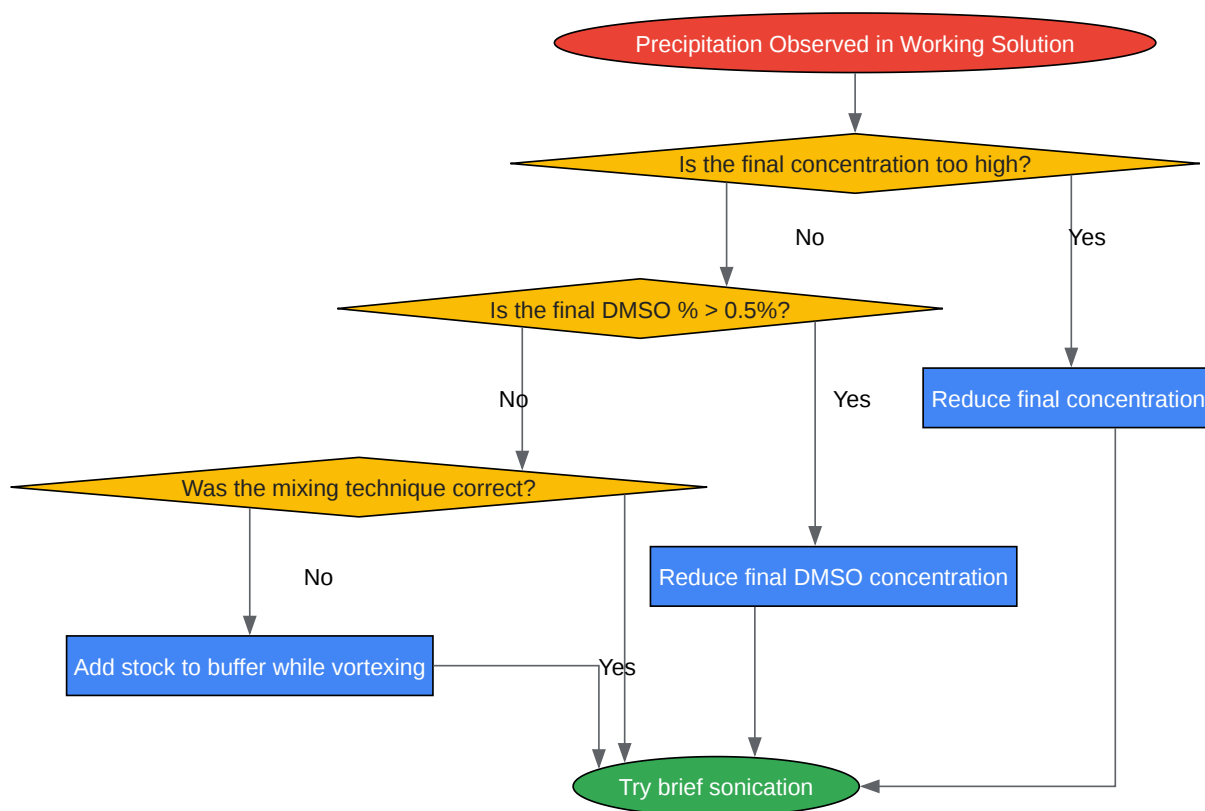 Precipitation Observed in Working Solution
Is the final concentration too high?
No
Yes
Is the final DMSO % > 0.5%?
No
Yes
Reduce final concentration
Was the mixing technique correct?
No
Reduce final DMSO concentration
Add stock to buffer while vortexing
Yes
Try brief sonication